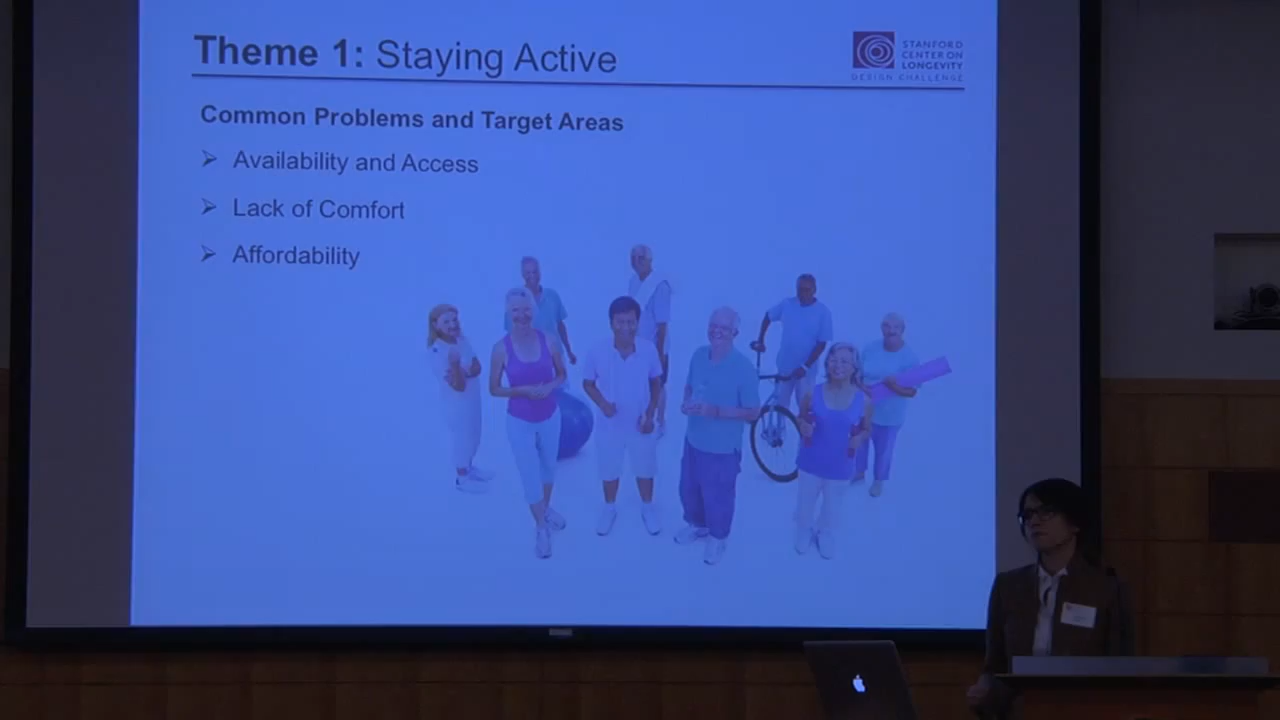 Theme 1: Staying Active
STANFORD
CENTER ON
LONGEVITY
DESIGN CHALLENGE
Common Problems and Target Areas
Availability and Access
Lack of Comfort
Affordability